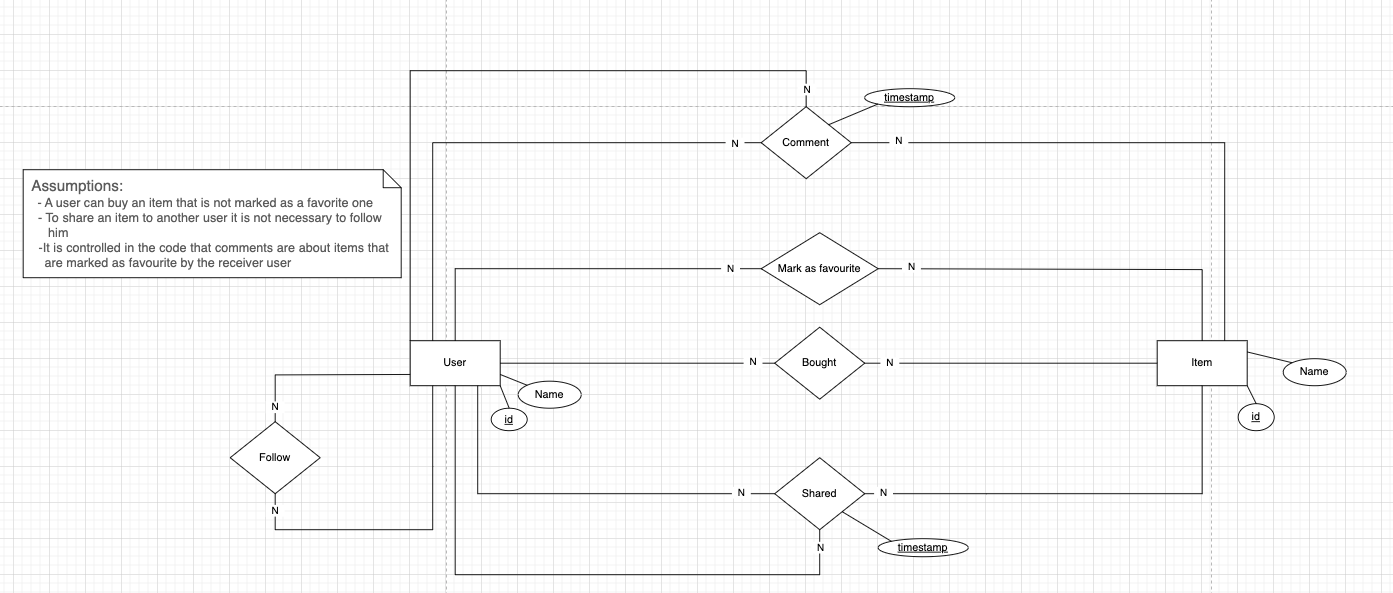 N
timestamp
N
Comment
N
Assumptions:
- A user can buy an item that is not marked as a favorite one
- To share an item to another user it is not necessary to follow
him
-It is controlled in the code that comments are about items that
are marked as favourite by the receiver user
N
Mark as favourite
N
User
N
Bought
N
Item
Name
Name
id
id
N
Follow
N
N
Shared
N
timestamp
N